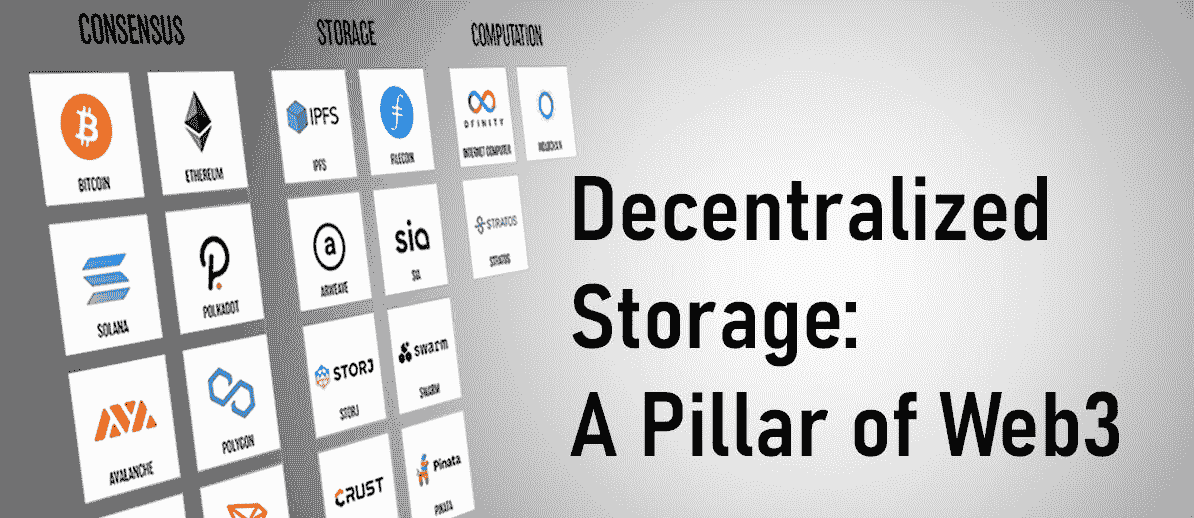 CONSENSUS
STORAGE
COMPUTATION
BITCOIN
ETHEREUM
IPFS
IPFS
FILECOIN
DFINITY
INTERNET COMPUTER
SOLANA
POLKADOT
a
ARWEAVE
sia
SIA
STRATOS
STRATOS
AVALANCHE
POLYGON
STORJ
STORJ
swarm
SWARM
CRUST
Pinata
PINATA
Decentralized
Storage:
A Pillar of Web3